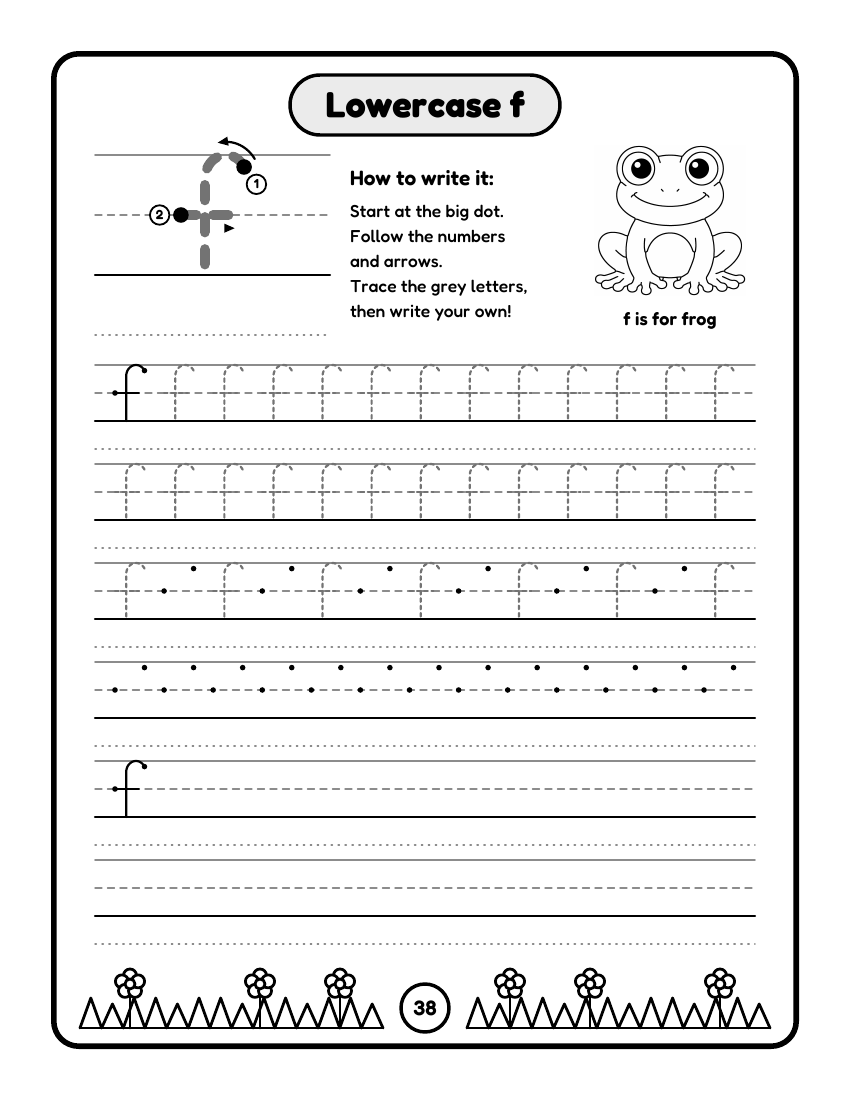 Lowercase f
1
2
How to write it:
Start at the big dot.
Follow the numbers
and arrows.
Trace the grey letters,
then write your own!
f is for frog
f f f f f f f f f f f f f
f f f f f f f f f f f f f
f f f f f f f
f
38